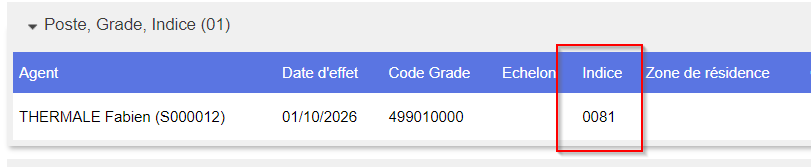 Poste, Grade, Indice (01)
Agent Date d'effet Code Grade Echelon Indice Zone de résidence
THERMALE Fabien (S000012) 01/10/2026 499010000 0081